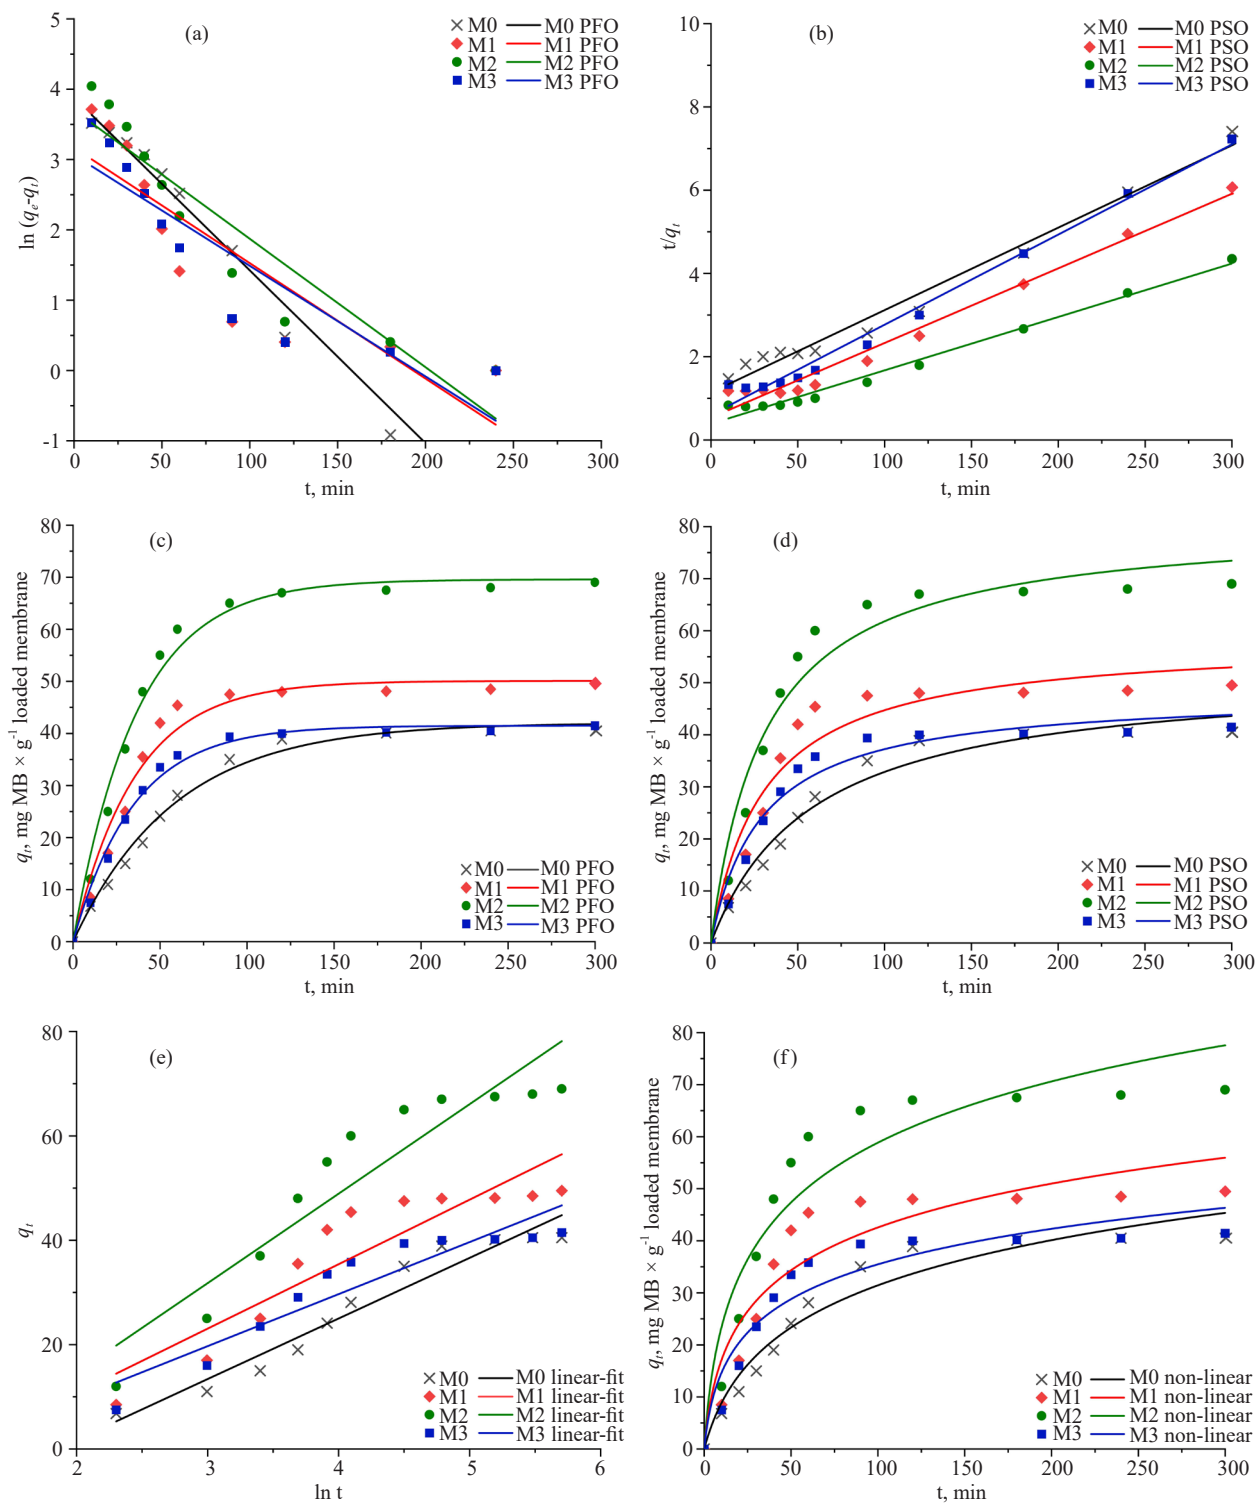 (a)
M0 M0 PFO
M1 M1 PFO
M2 M2 PFO
M3 M3 PFO
5
4
3
2
1
0
-1
ln (qe-qt)
0 50 100 150 200 250 300
t, min
(b)
M0 M0 PSO
M1 M1 PSO
M2 M2 PSO
M3 M3 PSO
10
8
6
4
2
0
t/qt
0 50 100 150 200 250 300
t, min
(c)
80
70
60
50
40
30
20
10
0
qt, mg MB × g-1 loaded membrane
M0 M0 PFO
M1 M1 PFO
M2 M2 PFO
M3 M3 PFO
0 50 100 150 200 250 300
t, min
(d)
80
70
60
50
40
30
20
10
0
qt, mg MB × g-1 loaded membrane
M0 M0 PSO
M1 M1 PSO
M2 M2 PSO
M3 M3 PSO
0 50 100 150 200 250 300
t, min
(e)
80
60
40
20
0
qt
M0 M0 linear-fit
M1 M1 linear-fit
M2 M2 linear-fit
M3 M3 linear-fit
2 3 4 5 6
ln t
(f)
80
70
60
50
40
30
20
10
0
qt, mg MB × g-1 loaded membrane
M0 M0 non-linear
M1 M1 non-linear
M2 M2 non-linear
M3 M3 non-linear
0 50 100 150 200 250 300
t, min